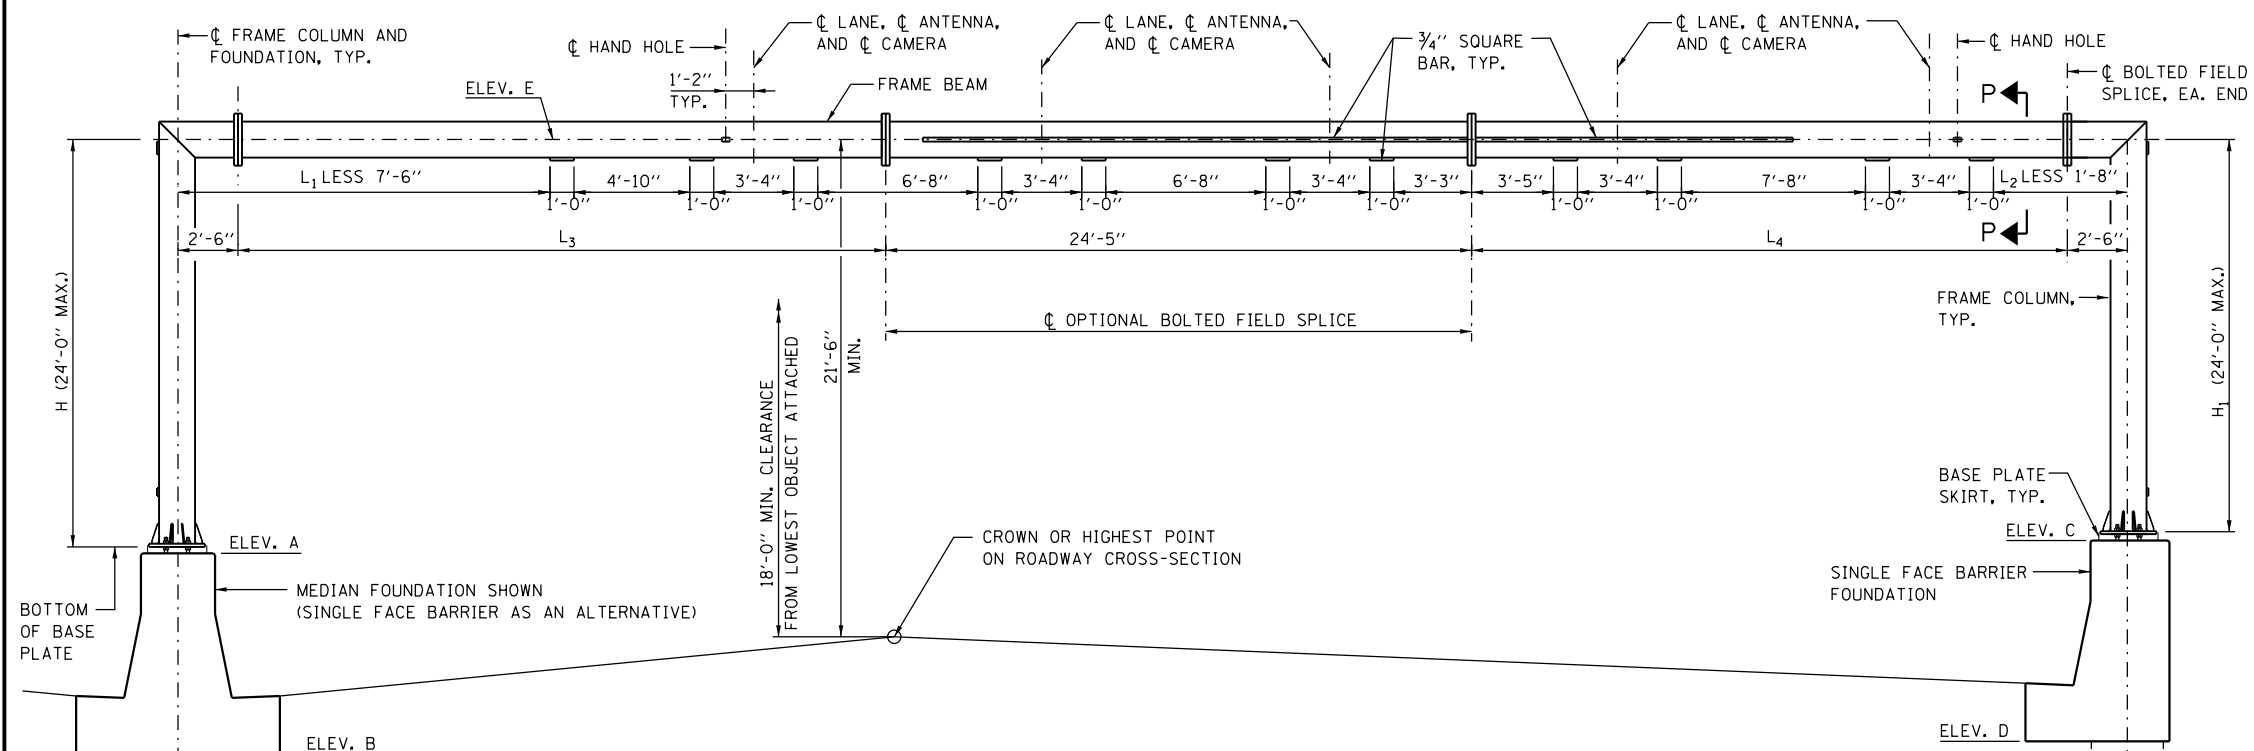 ℄ FRAME COLUMN AND
FOUNDATION, TYP.
℄ HAND HOLE
℄ LANE, ℄ ANTENNA,
AND ℄ CAMERA
℄ LANE, ℄ ANTENNA,
AND ℄ CAMERA
3/4'' SQUARE
BAR, TYP.
℄ LANE, ℄ ANTENNA,
AND ℄ CAMERA
℄ HAND HOLE
℄ BOLTED FIELD
SPLICE, EA. END
ELEV. E
1'-2''
TYP.
FRAME BEAM
P
L1 LESS 7'-6''
4'-10''
3'-4''
6'-8''
3'-4''
6'-8''
3'-4''
3'-3''
3'-5''
3'-4''
7'-8''
3'-4''
L2 LESS 1'-8''
1'-0''
1'-0''
1'-0''
1'-0''
1'-0''
1'-0''
1'-0''
1'-0''
1'-0''
1'-0''
1'-0''
P
2'-6''
L3
24'-5''
L4
2'-6''
H (24'-0'' MAX.)
18'-0'' MIN. CLEARANCE
FROM LOWEST OBJECT ATTACHED
21'-6''
MIN.
℄ OPTIONAL BOLTED FIELD SPLICE
FRAME COLUMN,
TYP.
H1 (24'-0'' MAX.)
BASE PLATE
SKIRT, TYP.
ELEV. A
ELEV. C
CROWN OR HIGHEST POINT
ON ROADWAY CROSS-SECTION
MEDIAN FOUNDATION SHOWN
(SINGLE FACE BARRIER AS AN ALTERNATIVE)
SINGLE FACE BARRIER
FOUNDATION
BOTTOM
OF BASE
PLATE
ELEV. B
ELEV. D